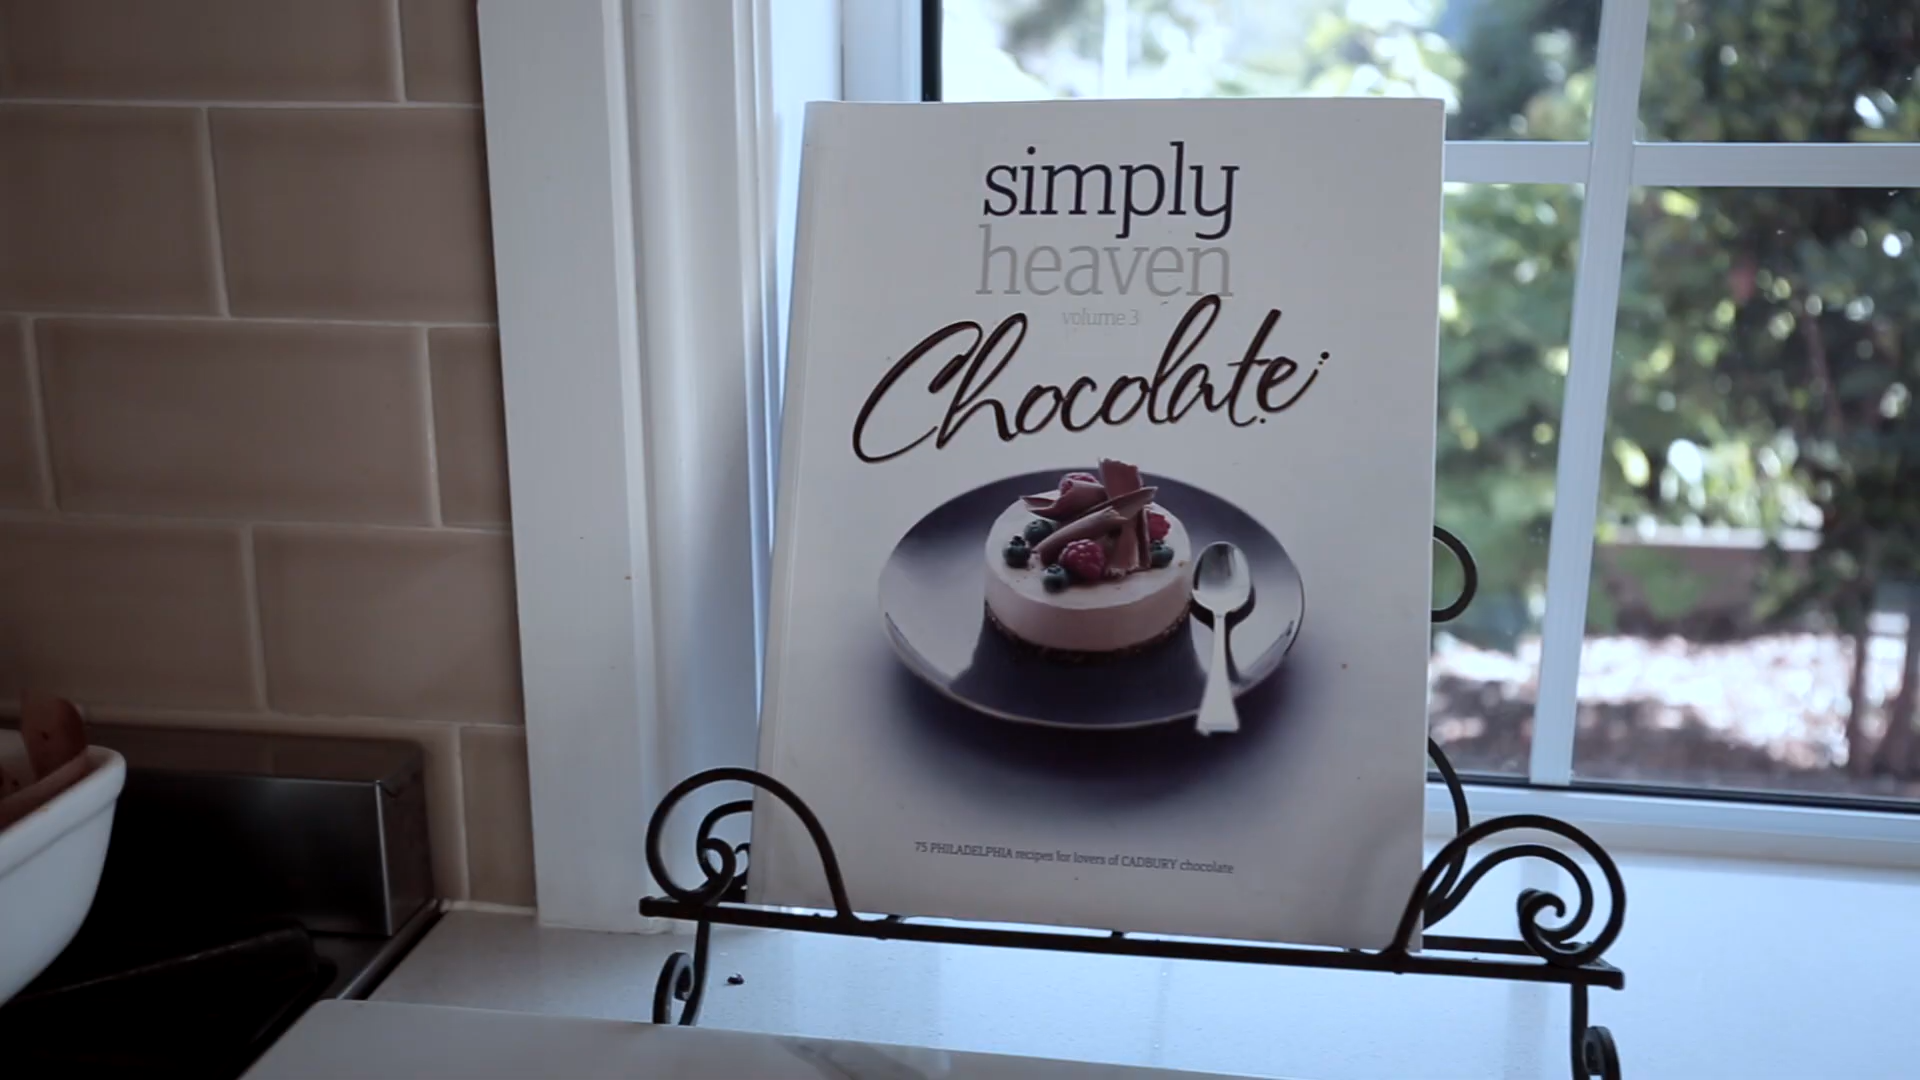 simply
heaven
volume 3
Chocolate
75 PHILADELPHIA recipes for lovers of CADBURY chocolate